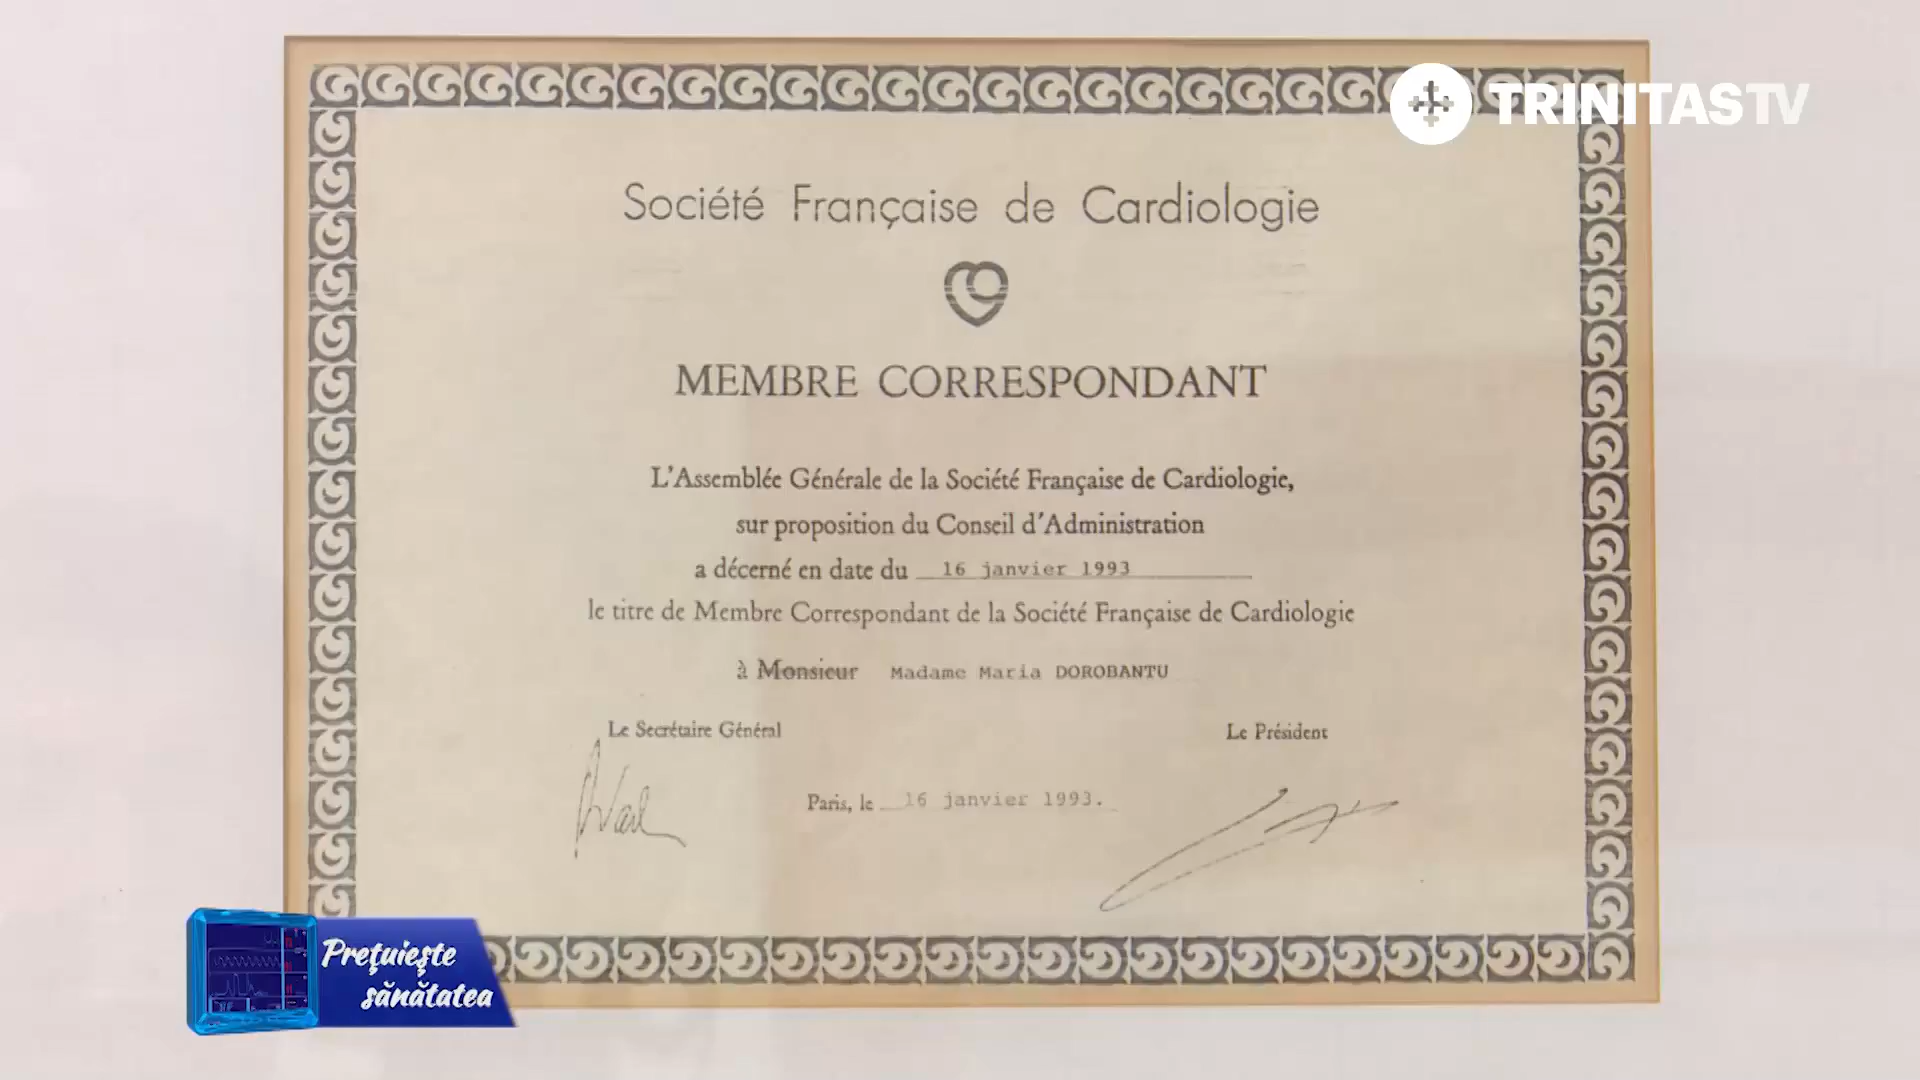 TRINITASTV
Société Française de Cardiologie
MEMBRE CORRESPONDANT
L'Assemblée Générale de la Société Française de Cardiologie,
sur proposition du Conseil d'Administration
a décerné en date du 16 janvier 1993
le titre de Membre Correspondant de la Société Française de Cardiologie
à Monsieur Madame Maria DOROBANTU
Le Secrétaire Général Le Président
Paris, le 16 janvier 1993.
Prețuiește
sănătatea